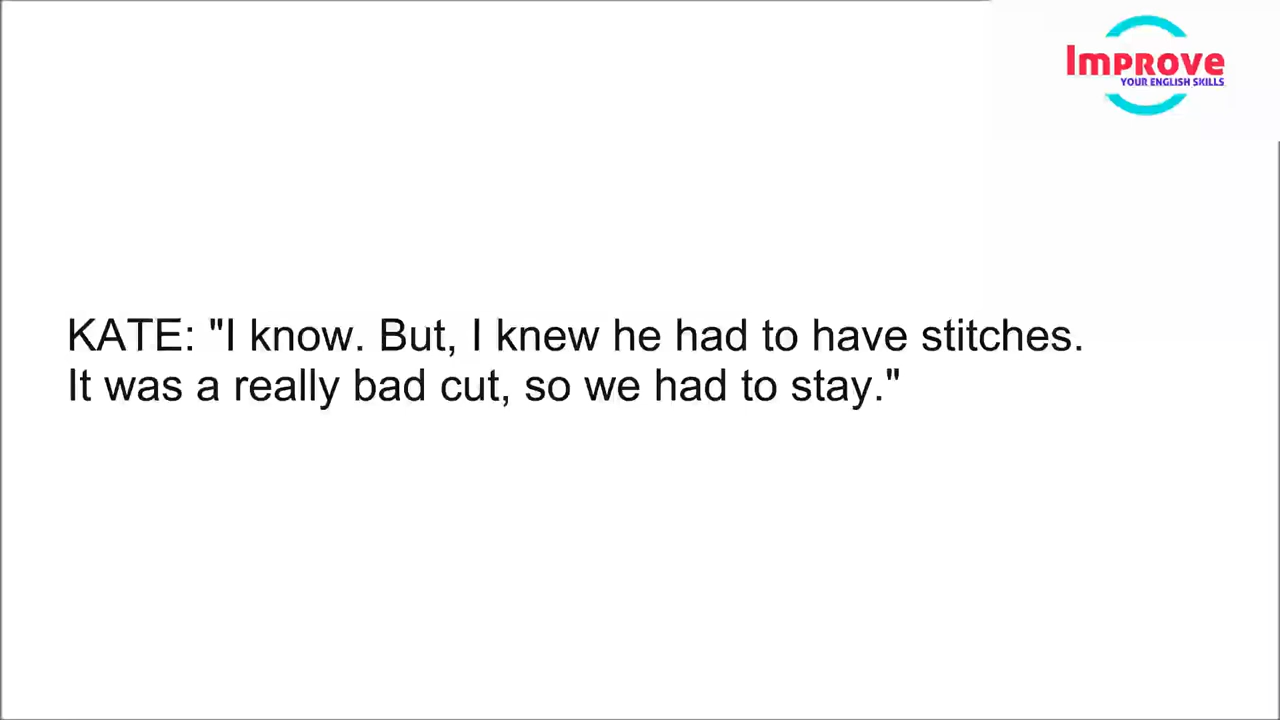 Improve
YOUR ENGLISH SKILLS
KATE: "I know. But, I knew he had to have stitches.
It was a really bad cut, so we had to stay."